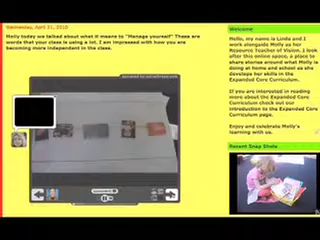 Wednesday, April 21, 2010
Molly today we talked about what it means to "Manage yourself" These are
words that your class is using a lot. I am impressed with how you are
becoming more independent in the class.
Welcome
Hello, my name is Linda and I
work alongside Molly as her
Resource Teacher of Vision. I look
after this online space, a place to
share stories around what Molly is
doing at home and school as she
develops her skills in the
Expanded Core Curriculum.
If you are interested in reading
more about the Expanded Core
Curriculum check out our
introduction to the Expanded Core
Curriculum page.
Enjoy and celebrate Molly's
learning with us.
Recent Snap Shots